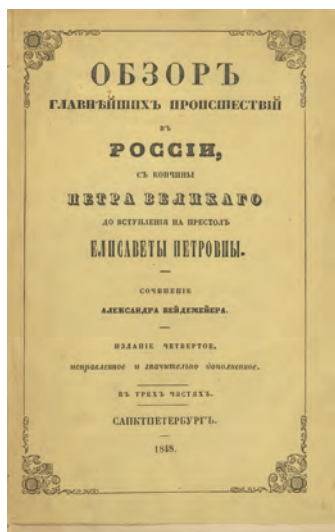 ОБЗОРЪ
ГЛАВНѢЙШИХЪ ПРОИСШЕСТВІЙ
ВЪ
РОССІИ,
СЪ КОНЧИНЫ
ПЕТРА ВЕЛИКАГО
ДО ВСТУПЛЕНІЯ НА ПРЕСТОЛЪ
ЕЛИСАВЕТЫ ПЕТРОВНЫ.
СОЧИНЕНІЕ
АЛЕКСАНДРА ВЕЙДЕМЕЙЕРА.
ИЗДАНІЕ ЧЕТВЕРТОЕ,
исправленное и значительно дополненное.
ВЪ ТРЕХЪ ЧАСТЯХЪ.
САНКТПЕТЕРБУРГЪ.
1848.